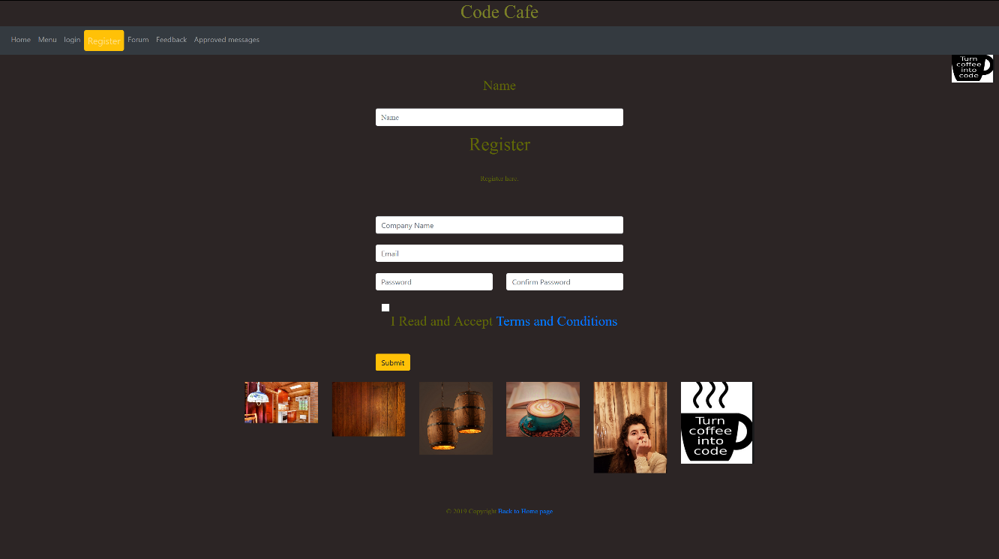 Code Cafe
Home Menu login Register Forum Feedback Approved messages
Turn
coffee
into
code
Name
Name
Register
Register here.
Company Name
Email
Password Confirm Password
I Read and Accept Terms and Conditions
Submit
Turn
coffee
into
code
© 2019 Copyright Back to Home page